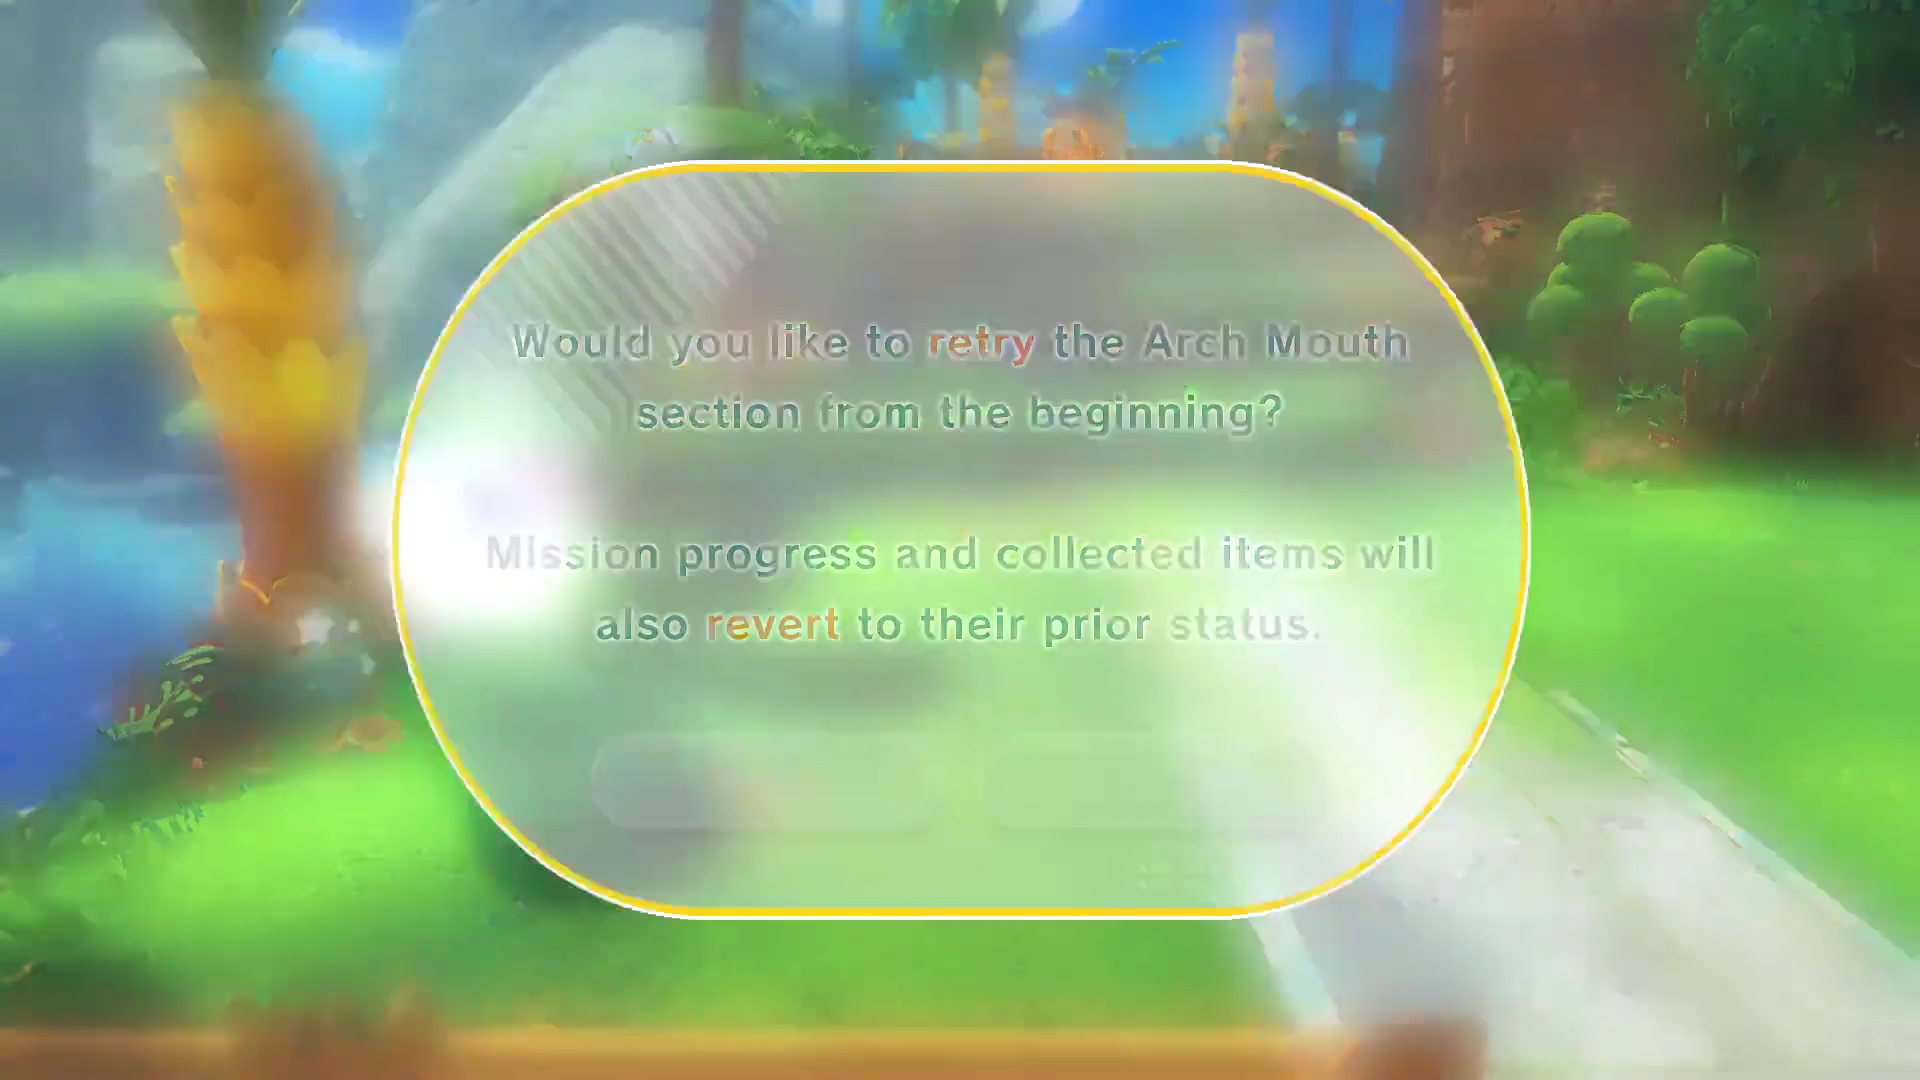 Would you like to retry the Arch Mouth
section from the beginning?
Mission progress and collected items will
also revert to their prior status.